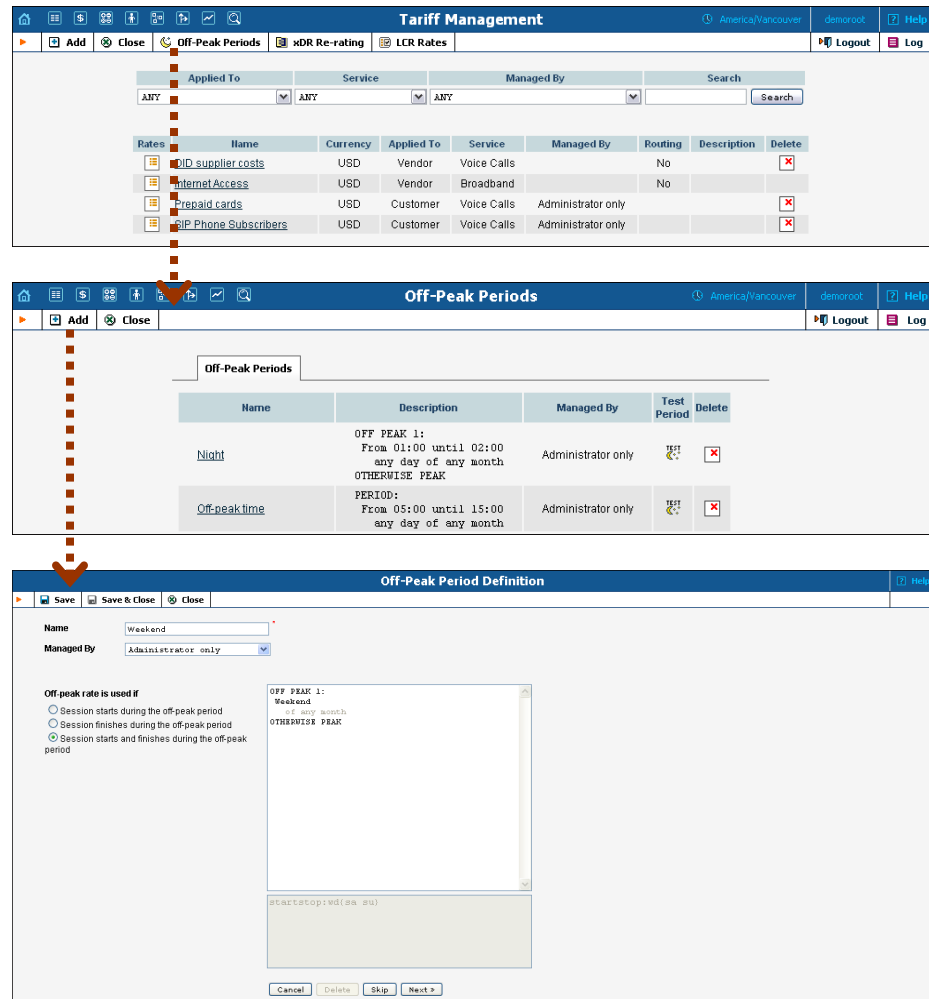 Tariff Management America/Vancouver demoroot Help
Add Close Off-Peak Periods xDR Re-rating LCR Rates Logout Log
Applied To Service Managed By Search
ANY ANY ANY Search
Rates Name Currency Applied To Service Managed By Routing Description Delete
DID supplier costs USD Vendor Voice Calls No
Internet Access USD Vendor Broadband No
Prepaid cards USD Customer Voice Calls Administrator only
SIP Phone Subscribers USD Customer Voice Calls Administrator only
Off-Peak Periods America/Vancouver demoroot Help
Add Close Logout Log
Off-Peak Periods
Name Description Managed By Test Period Delete
OFF PEAK 1:
From 01:00 until 02:00
Night any day of any month Administrator only TEST
OTHERWISE PEAK
PERIOD:
Off-peak time From 05:00 until 15:00 Administrator only TEST
any day of any month
Off-Peak Period Definition Help
Save Save & Close Close
Name Weekend *
Managed By Administrator only
Off-peak rate is used if
Session starts during the off-peak period
Session finishes during the off-peak period
Session starts and finishes during the off-peak
period
OFF PEAK 1:
Weekend
of any month
OTHERWISE PEAK
startstop:wd(sa su)
Cancel Delete Skip Next »